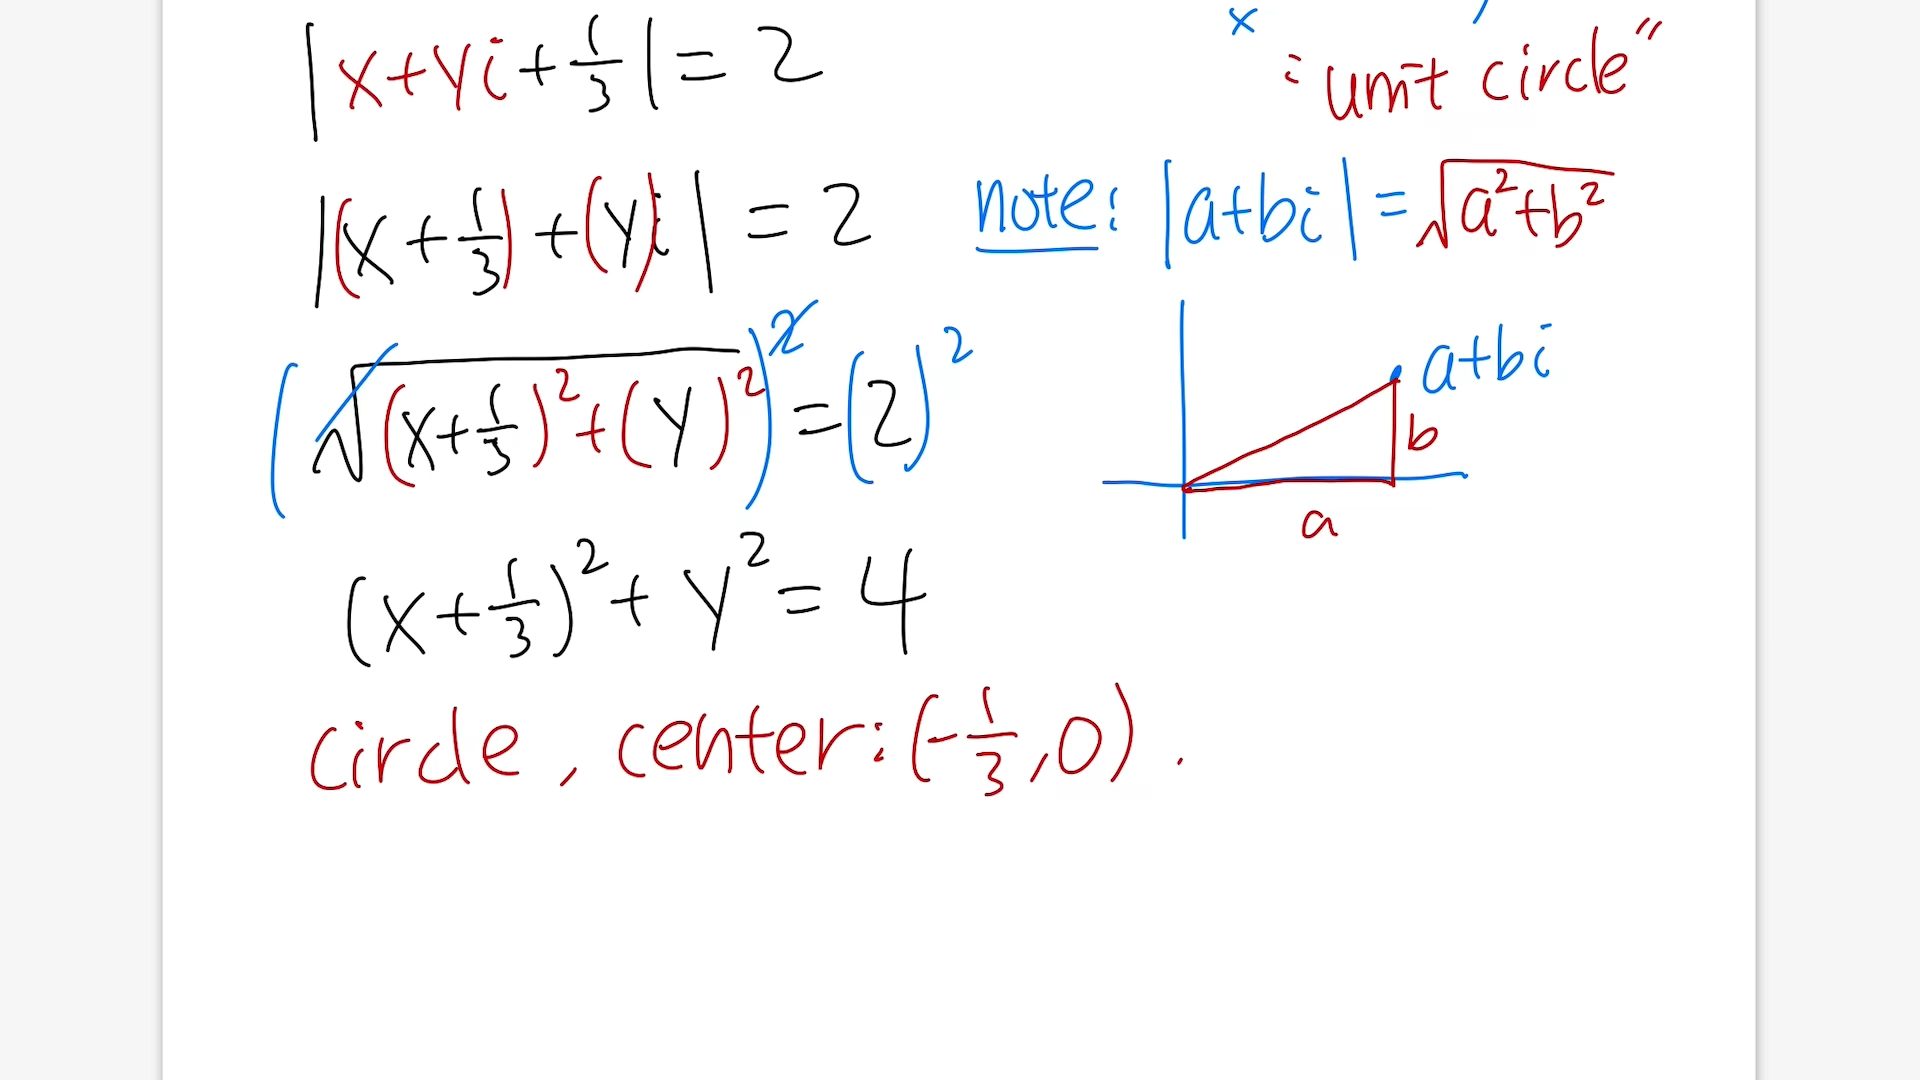 |x+yi+1/3|=2
x
: unit circle"
|(x+1/3)+(y)i|=2
note: |a+bi|=√(a²+b²)
(√((x+1/3)²+(y)²))²=(2)²
a+bi
b
a
(x+1/3)²+y²=4
circle, center:(-1/3,0).